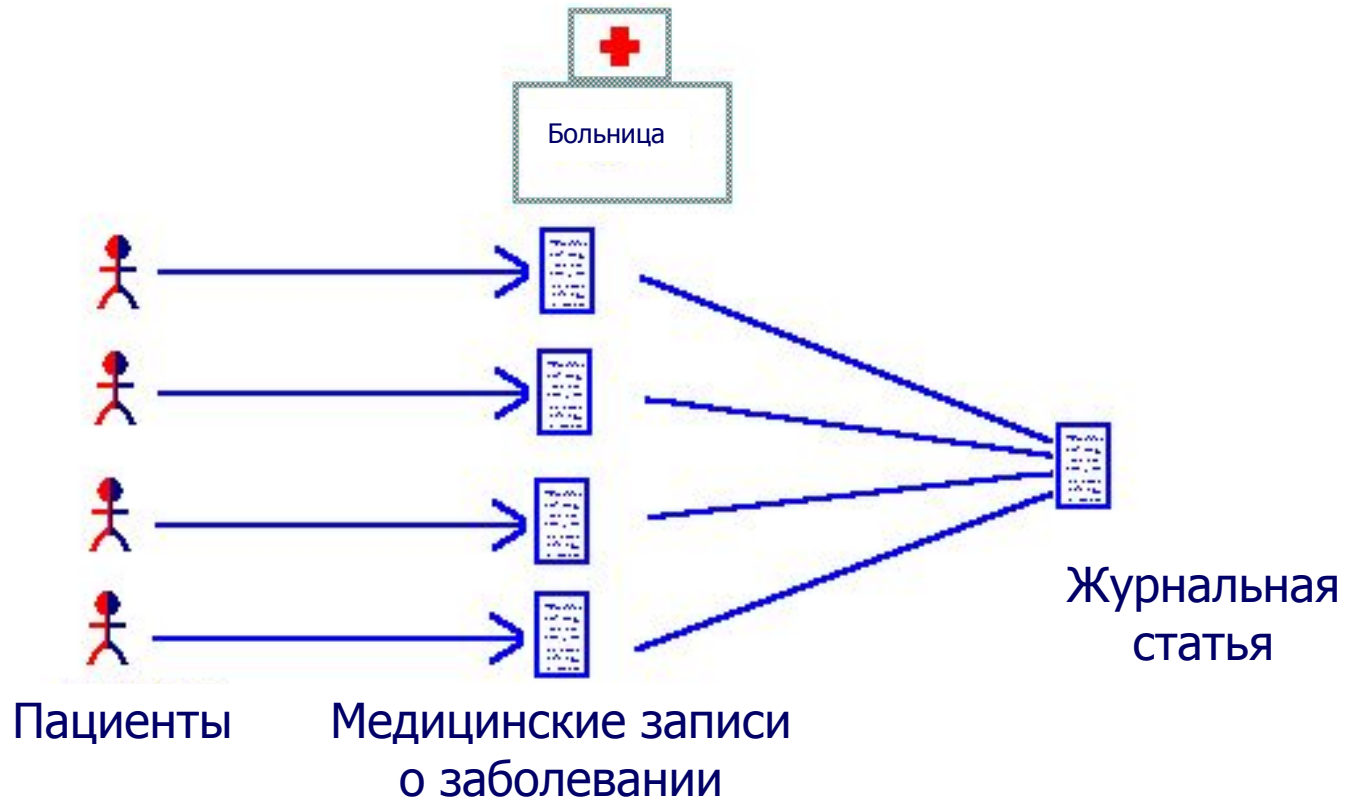 Больница
Журнальная
статья
Пациенты
Медицинские записи
о заболевании